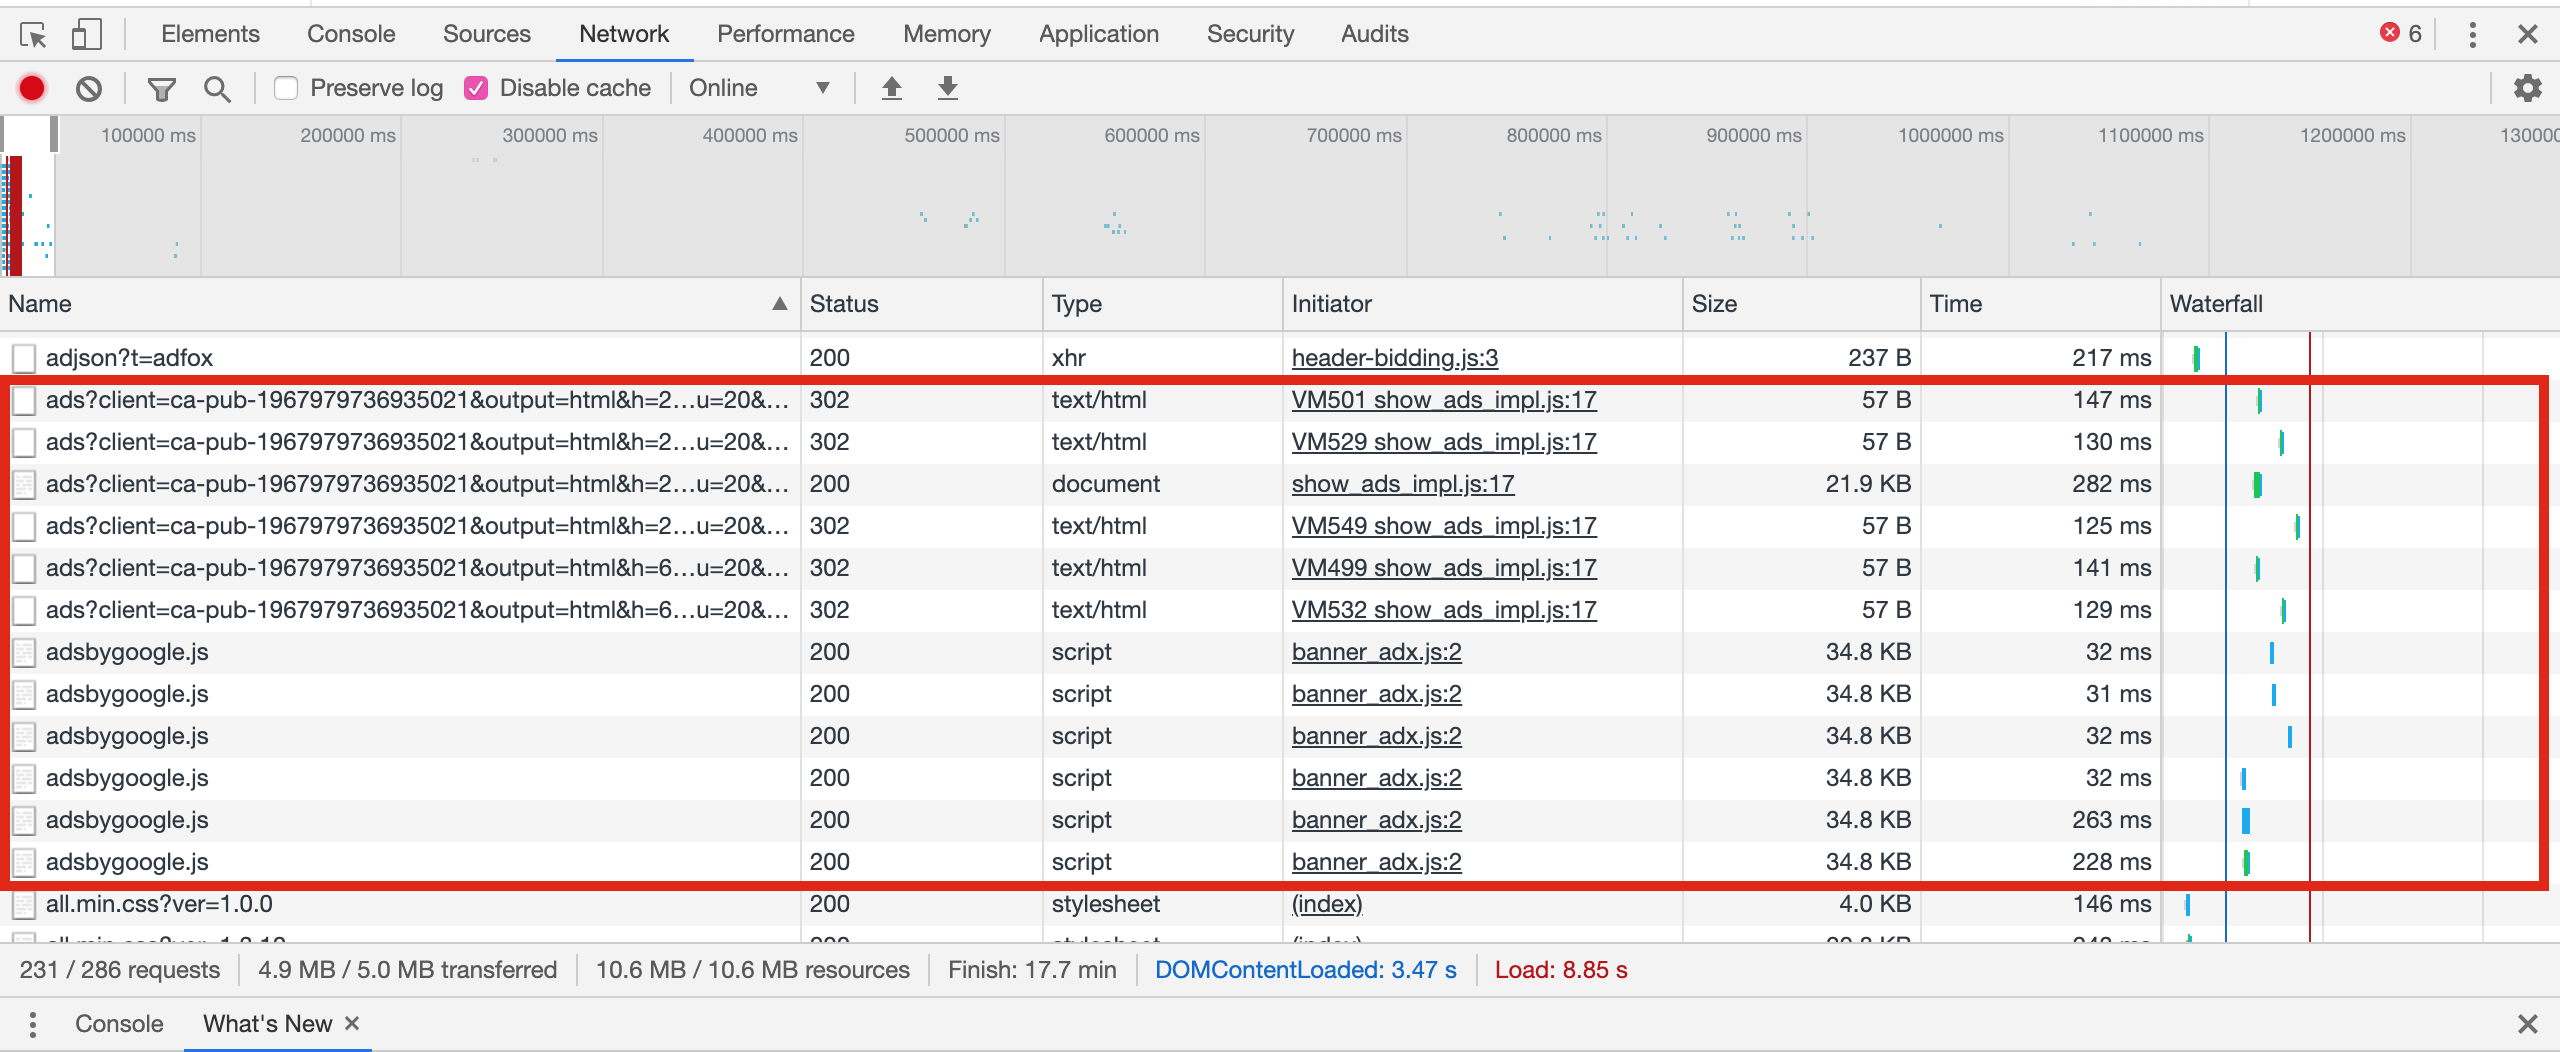 Elements Console Sources Network Performance Memory Application Security Audits 6
Preserve log Disable cache Online
100000 ms 200000 ms 300000 ms 400000 ms 500000 ms 600000 ms 700000 ms 800000 ms 900000 ms 1000000 ms 1100000 ms 1200000 ms 130000
Name Status Type Initiator Size Time Waterfall
adjson?t=adfox 200 xhr header-bidding.js:3 237 B 217 ms
ads?client=ca-pub-1967979736935021&output=html&h=2…u=20&… 302 text/html VM501 show_ads_impl.js:17 57 B 147 ms
ads?client=ca-pub-1967979736935021&output=html&h=2…u=20&… 302 text/html VM529 show_ads_impl.js:17 57 B 130 ms
ads?client=ca-pub-1967979736935021&output=html&h=2…u=20&… 200 document show_ads_impl.js:17 21.9 KB 282 ms
ads?client=ca-pub-1967979736935021&output=html&h=2…u=20&… 302 text/html VM549 show_ads_impl.js:17 57 B 125 ms
ads?client=ca-pub-1967979736935021&output=html&h=6…u=20&… 302 text/html VM499 show_ads_impl.js:17 57 B 141 ms
ads?client=ca-pub-1967979736935021&output=html&h=6…u=20&… 302 text/html VM532 show_ads_impl.js:17 57 B 129 ms
adsbygoogle.js 200 script banner_adx.js:2 34.8 KB 32 ms
adsbygoogle.js 200 script banner_adx.js:2 34.8 KB 31 ms
adsbygoogle.js 200 script banner_adx.js:2 34.8 KB 32 ms
adsbygoogle.js 200 script banner_adx.js:2 34.8 KB 32 ms
adsbygoogle.js 200 script banner_adx.js:2 34.8 KB 263 ms
adsbygoogle.js 200 script banner_adx.js:2 34.8 KB 228 ms
all.min.css?ver=1.0.0 200 stylesheet (index) 4.0 KB 146 ms
231 / 286 requests 4.9 MB / 5.0 MB transferred 10.6 MB / 10.6 MB resources Finish: 17.7 min DOMContentLoaded: 3.47 s Load: 8.85 s
Console What's New